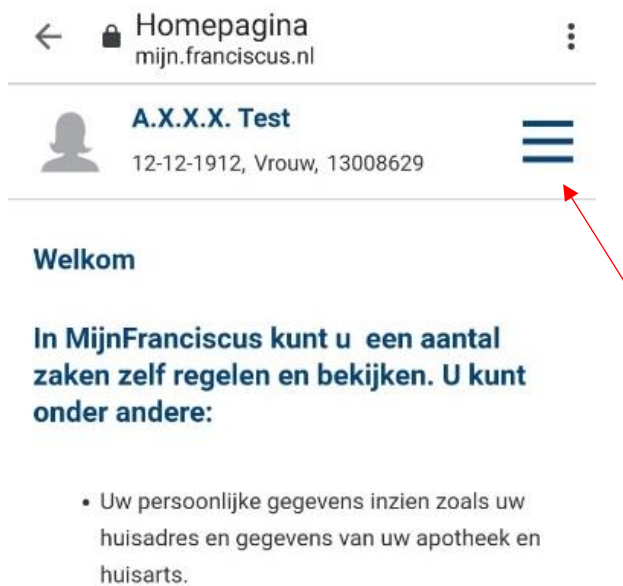 Homepagina
mijn.franciscus.nl
A.X.X.X. Test
12-12-1912, Vrouw, 13008629
Welkom
In MijnFranciscus kunt u een aantal
zaken zelf regelen en bekijken. U kunt
onder andere:
• Uw persoonlijke gegevens inzien zoals uw
huisadres en gegevens van uw apotheek en
huisarts.